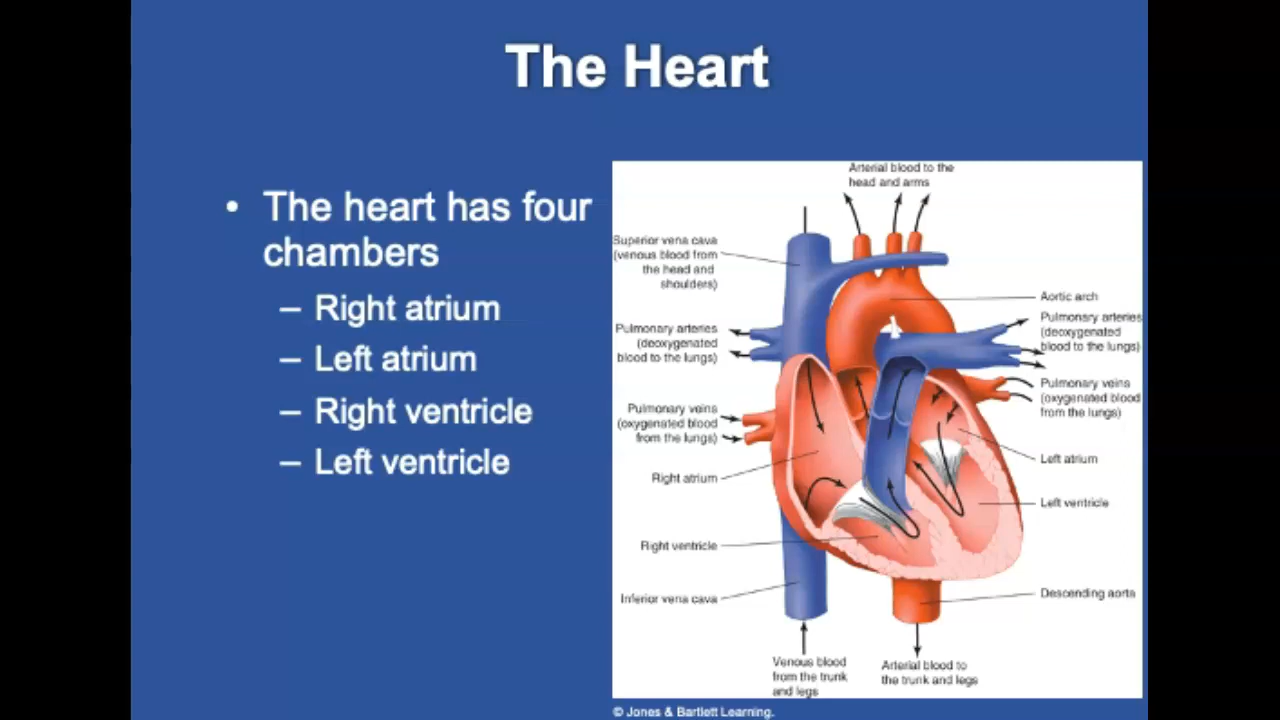 The Heart
• The heart has four
chambers
– Right atrium
– Left atrium
– Right ventricle
– Left ventricle
Arterial blood to the
head and arms
Superior vena cava
(venous blood from
the head and
shoulders)
Pulmonary arteries
(deoxygenated
blood to the lungs)
Pulmonary veins
(oxygenated blood
from the lungs)
Right atrium
Right ventricle
Inferior vena cava
Venous blood
from the trunk
and legs
Aortic arch
Pulmonary arteries
(deoxygenated
blood to the lungs)
Pulmonary veins
(oxygenated blood
from the lungs)
Left atrium
Left ventricle
Descending aorta
Arterial blood to
the trunk and legs
© Jones & Bartlett Learning.